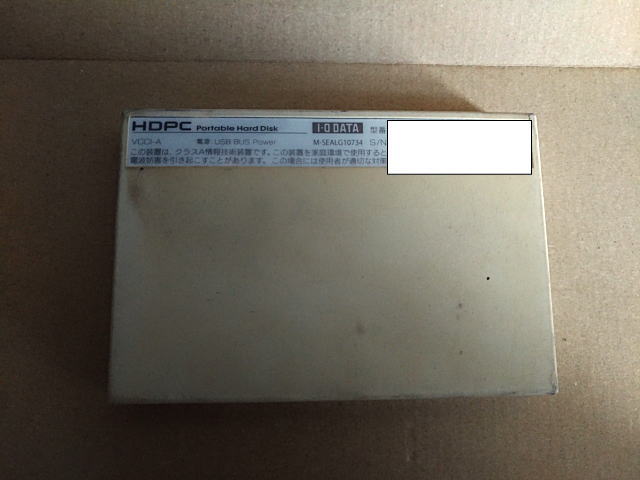 HDPC Portable Hard Disk I-O DATA 型番
VCCI-A 電源: USB BUS Power M-SEALG10734 S/N
この装置は、クラスA情報技術装置です。この装置を家庭環境で使用すると
電波妨害を引き起こすことがあります。この場合には使用者が適切な対策